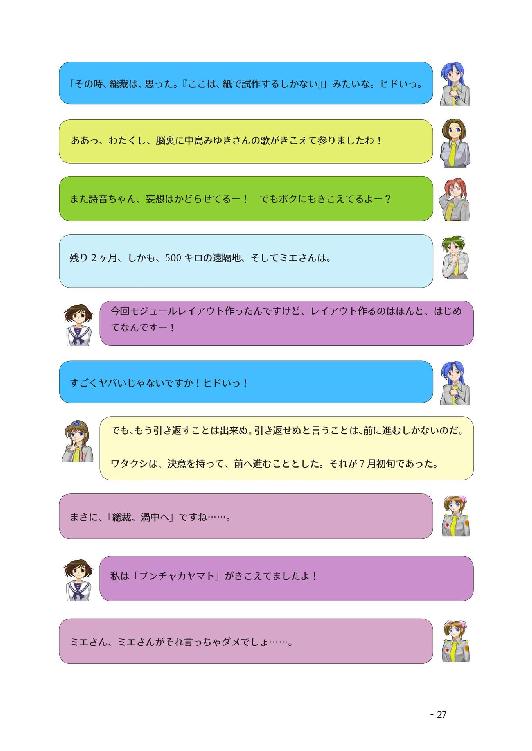 「その時、総裁は、思った。『ここは、紙で試作するしかない』」みたいな。ヒドいっ。
ああっ、わたくし、脳裏に中島みゆきさんの歌がきこえて参りましたわ！
また詩音ちゃん、妄想はかどらせてるー！　でもボクにもきこえてるよー？
残り 2 ヶ月、しかも、500 キロの遠隔地、そしてミエさんは。
今回モジュールレイアウト作ったんですけど、レイアウト作るのはほんと、はじめ
てなんですー！
すごくヤバいじゃないですか！ヒドいっ！
でも、もう引き返すことは出来ぬ。引き返せぬと言うことは、前に進むしかないのだ。
ワタクシは、決意を持って、前へ進むこととした。それが７月初旬であった。
まさに、「総裁、渦中へ」ですね……。
私は「ブンチャカヤマト」がきこえてましたよ！
ミエさん、ミエさんがそれ言っちゃダメでしょ……。
- 27